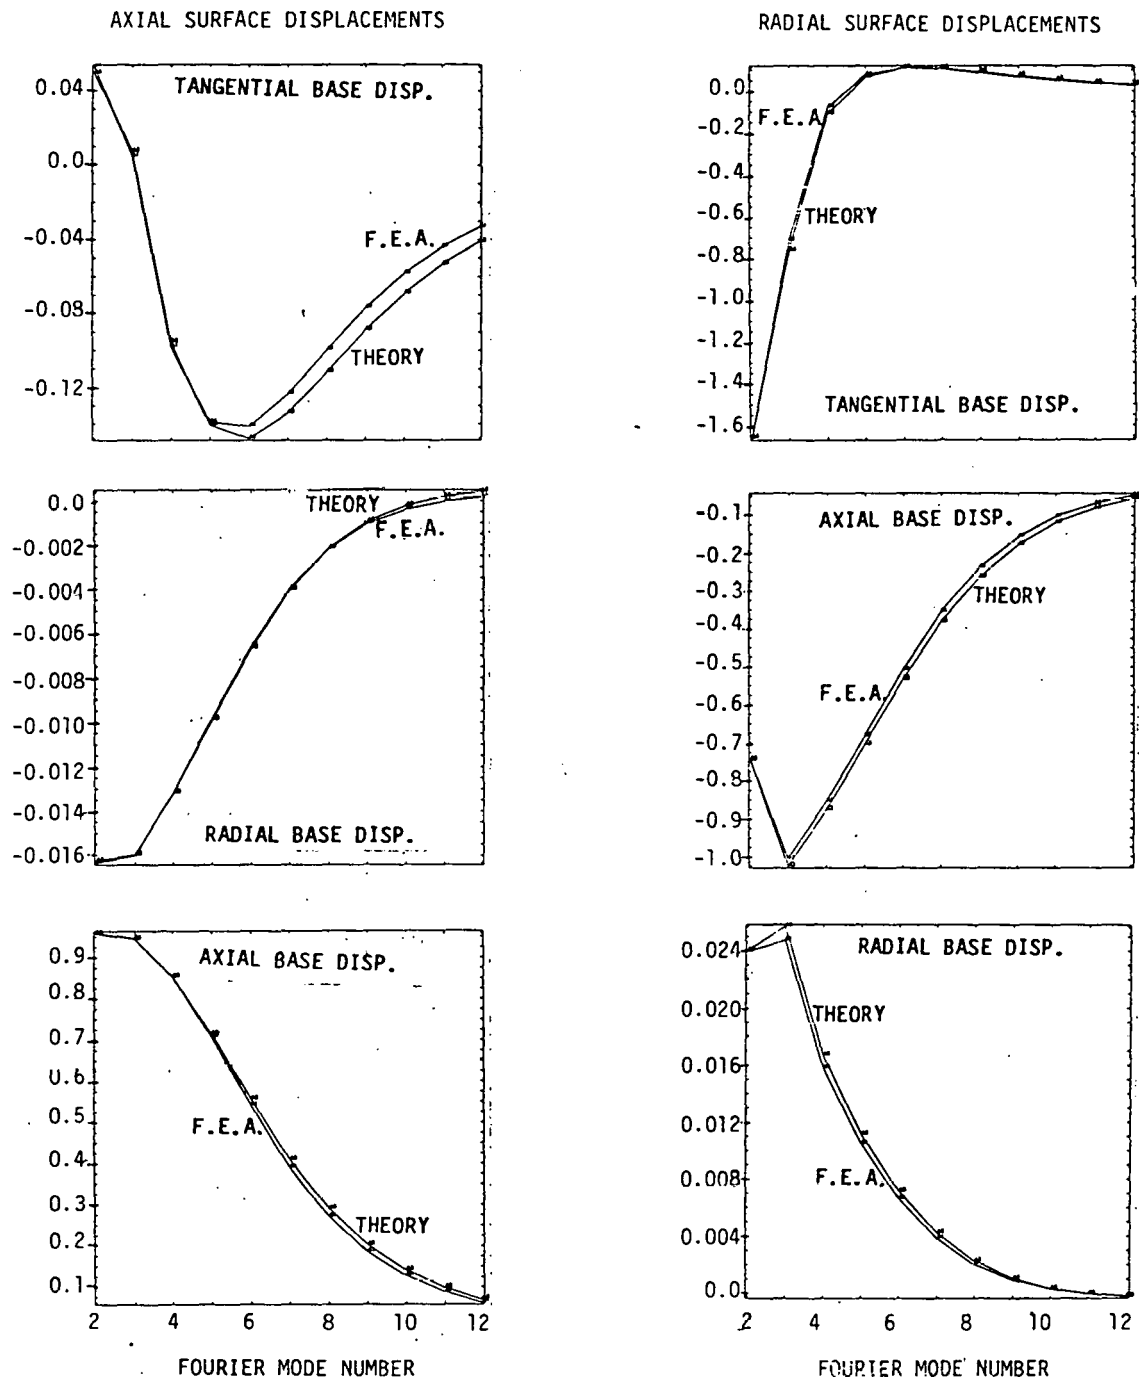 AXIAL SURFACE DISPLACEMENTS
TANGENTIAL BASE DISP.
0.04
0.0
-0.04
-0.08
-0.12
F.E.A.
THEORY
0.0
-0.002
-0.004
-0.006
-0.008
-0.010
-0.012
-0.014
-0.016
THEORY
F.E.A.
RADIAL BASE DISP.
0.9
0.8
0.7
0.6
0.5
0.4
0.3
0.2
0.1
AXIAL BASE DISP.
F.E.A.
THEORY
2 4 6 8 10 12
FOURIER MODE NUMBER
RADIAL SURFACE DISPLACEMENTS
0.0
-0.2
-0.4
-0.6
-0.8
-1.0
-1.2
-1.4
-1.6
F.E.A.
THEORY
TANGENTIAL BASE DISP.
-0.1
-0.2
-0.3
-0.4
-0.5
-0.6
-0.7
-0.8
-0.9
-1.0
AXIAL BASE DISP.
THEORY
F.E.A.
0.024
0.020
0.016
0.012
0.008
0.004
0.0
RADIAL BASE DISP.
THEORY
F.E.A.
2 4 6 8 10 12
FOURIER MODE NUMBER